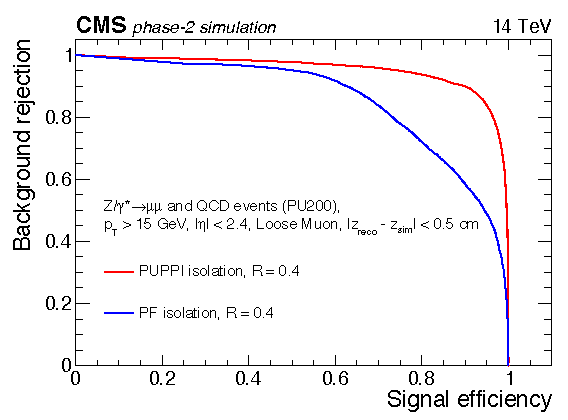 CMS phase-2 simulation 14 TeV
Background rejection
1
0.8
0.6
0.4
0.2
0
Z/γ*→μμ and QCD events (PU200),
pT > 15 GeV, |η| < 2.4, Loose Muon, |zreco - zsim| < 0.5 cm
PUPPI isolation, R = 0.4
PF isolation, R = 0.4
0 0.2 0.4 0.6 0.8 1
Signal efficiency